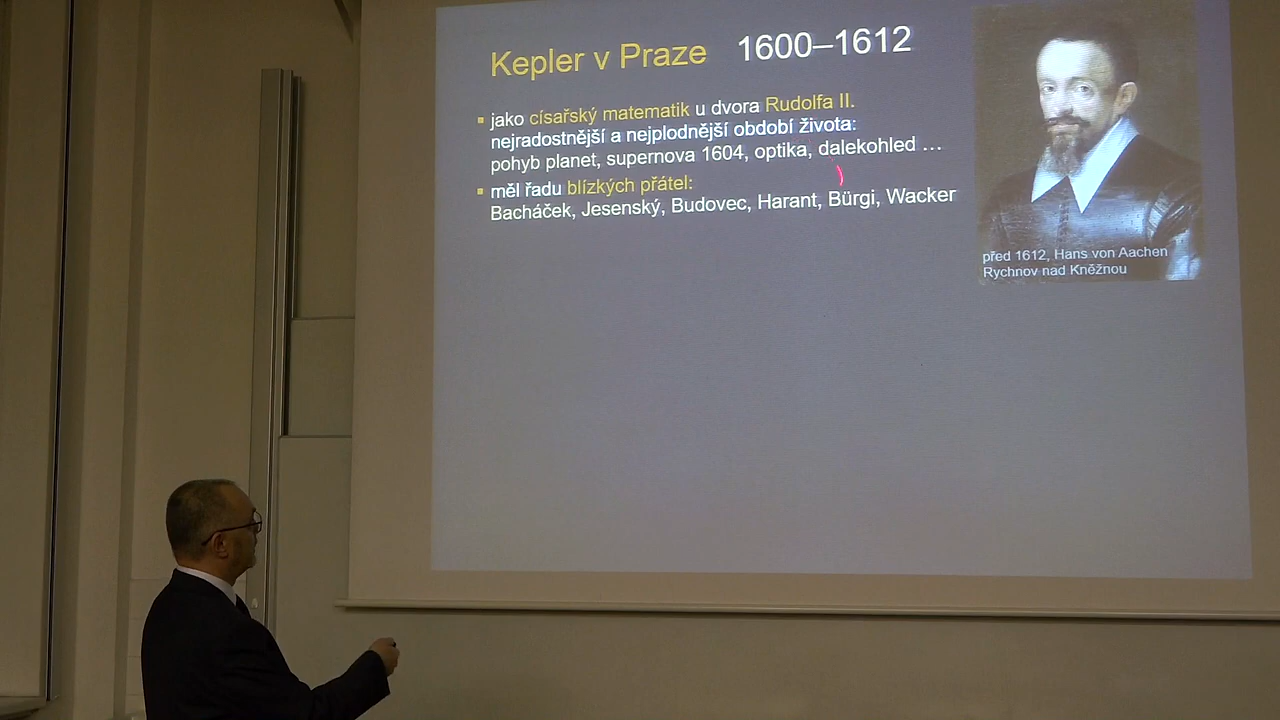 Kepler v Praze 1600–1612
▪ jako císařský matematik u dvora Rudolfa II.
nejradostnější a nejplodnější období života:
pohyb planet, supernova 1604, optika, dalekohled …
▪ měl řadu blízkých přátel:
Bacháček, Jesenský, Budovec, Harant, Bürgi, Wacker
před 1612, Hans von Aachen
Rychnov nad Kněžnou